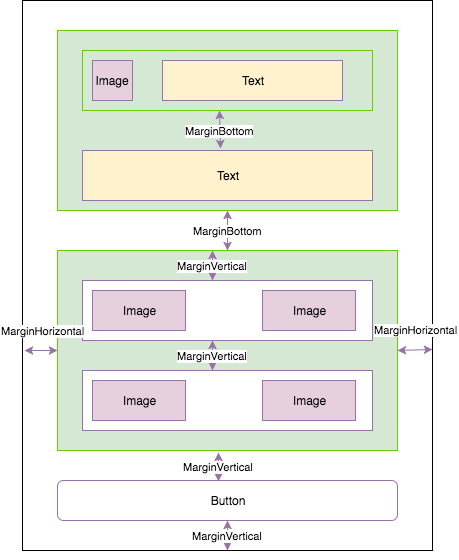 Image
Text
MarginBottom
Text
MarginBottom
MarginVertical
Image
Image
MarginHorizontal
MarginHorizontal
MarginVertical
Image
Image
MarginVertical
Button
MarginVertical